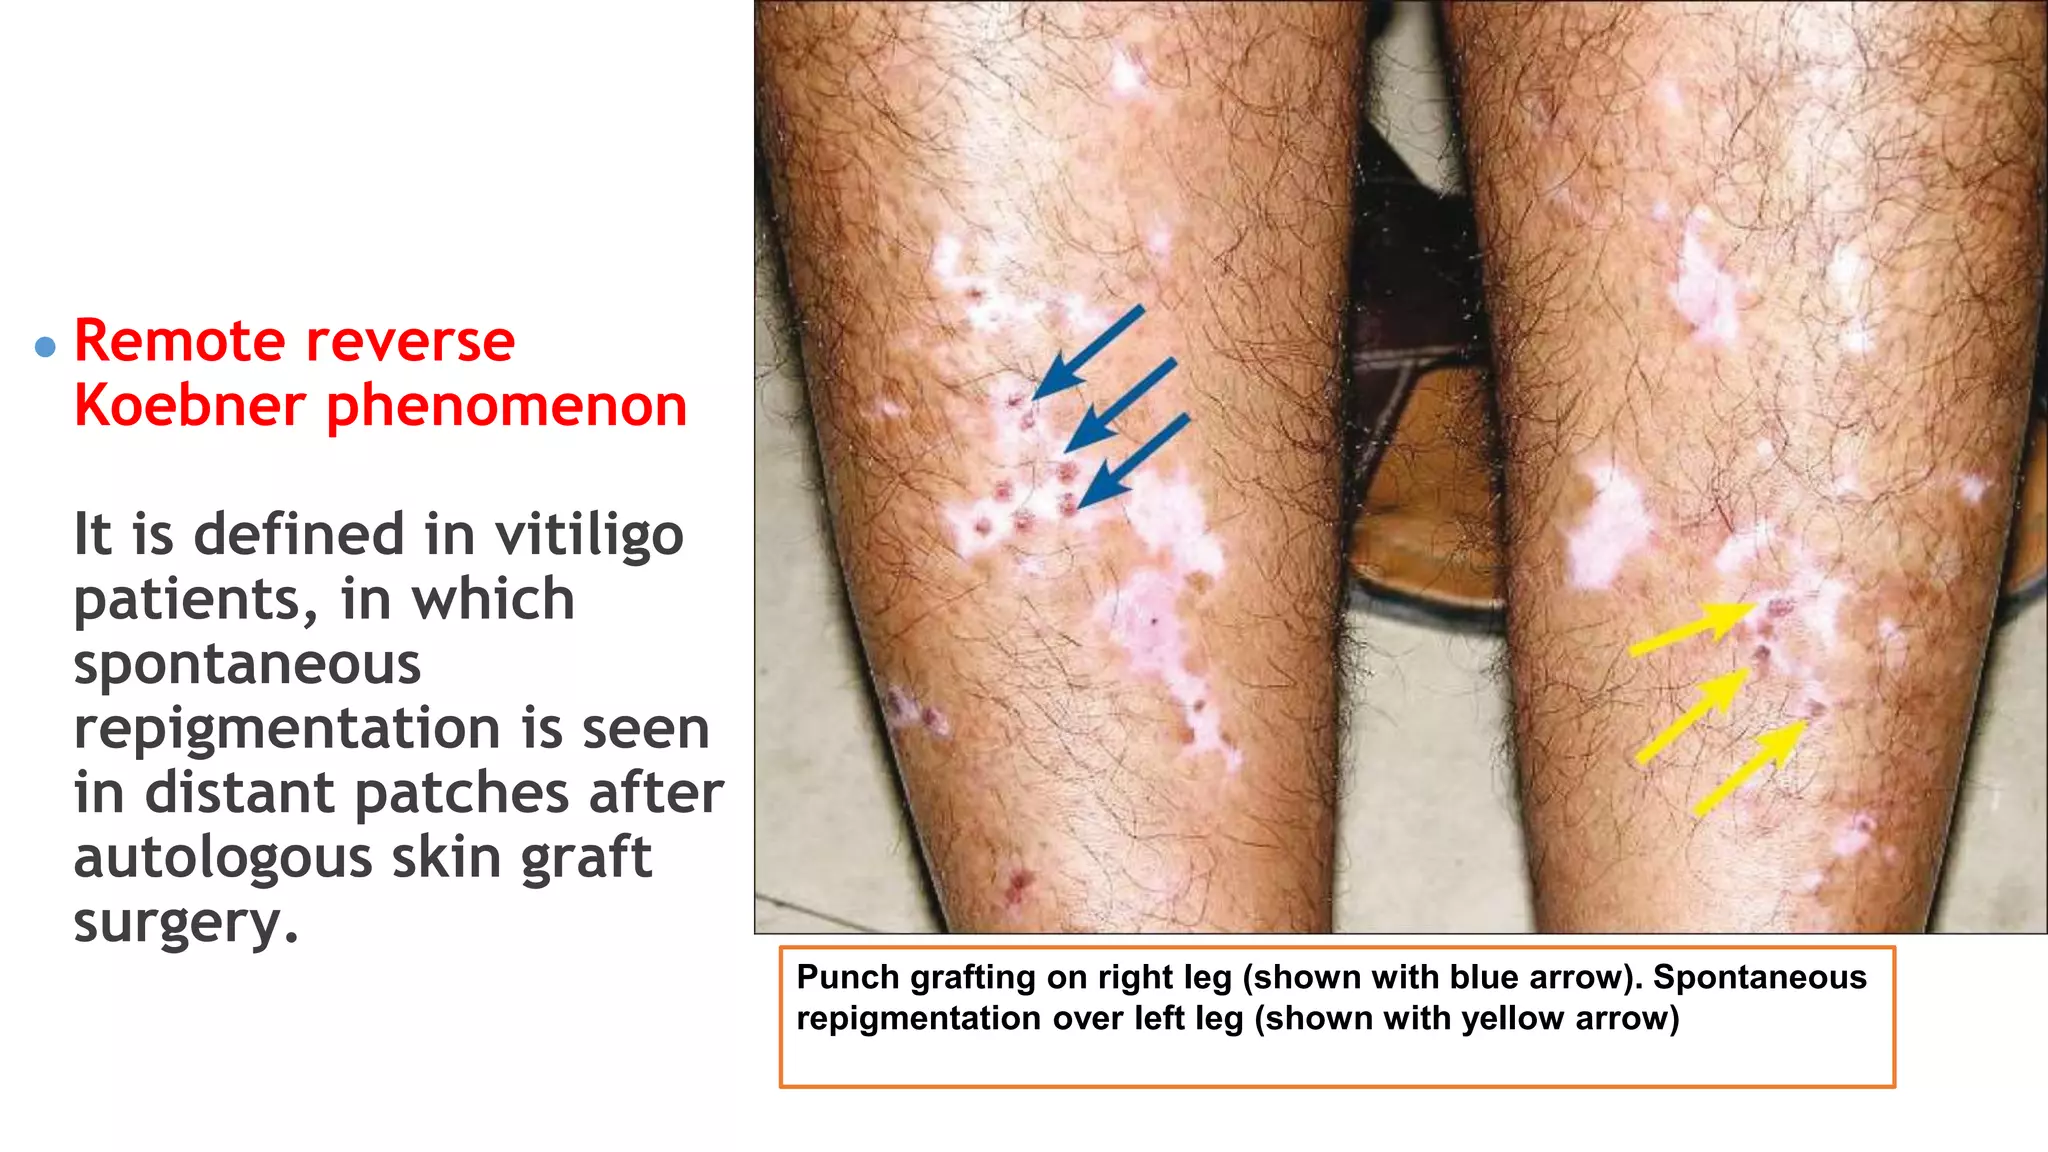 Remote reverse
Koebner phenomenon
It is defined in vitiligo
patients, in which
spontaneous
repigmentation is seen
in distant patches after
autologous skin graft
surgery.
Punch grafting on right leg (shown with blue arrow). Spontaneous
repigmentation over left leg (shown with yellow arrow)